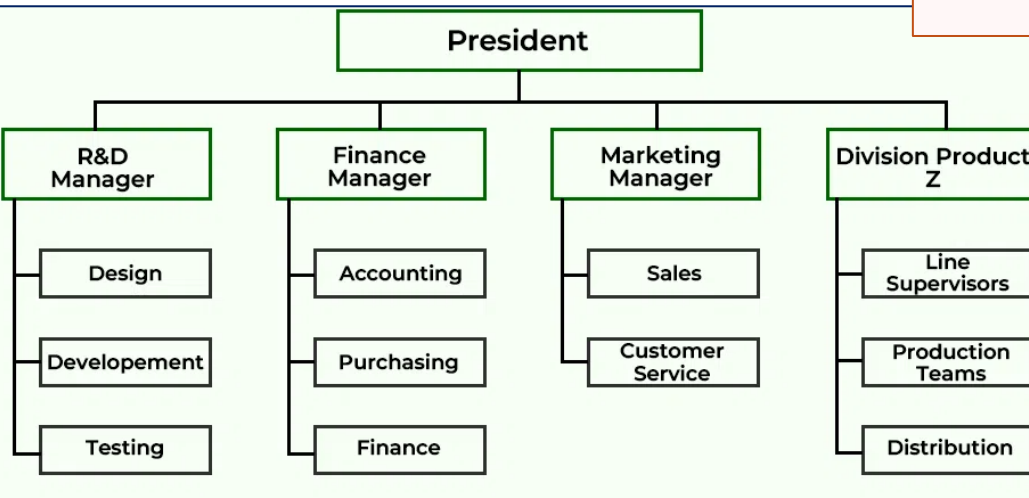 President
R&D
Manager
Finance
Manager
Marketing
Manager
Division Product
Z
Design
Accounting
Sales
Line
Supervisors
Developement
Purchasing
Customer
Service
Production
Teams
Testing
Finance
Distribution